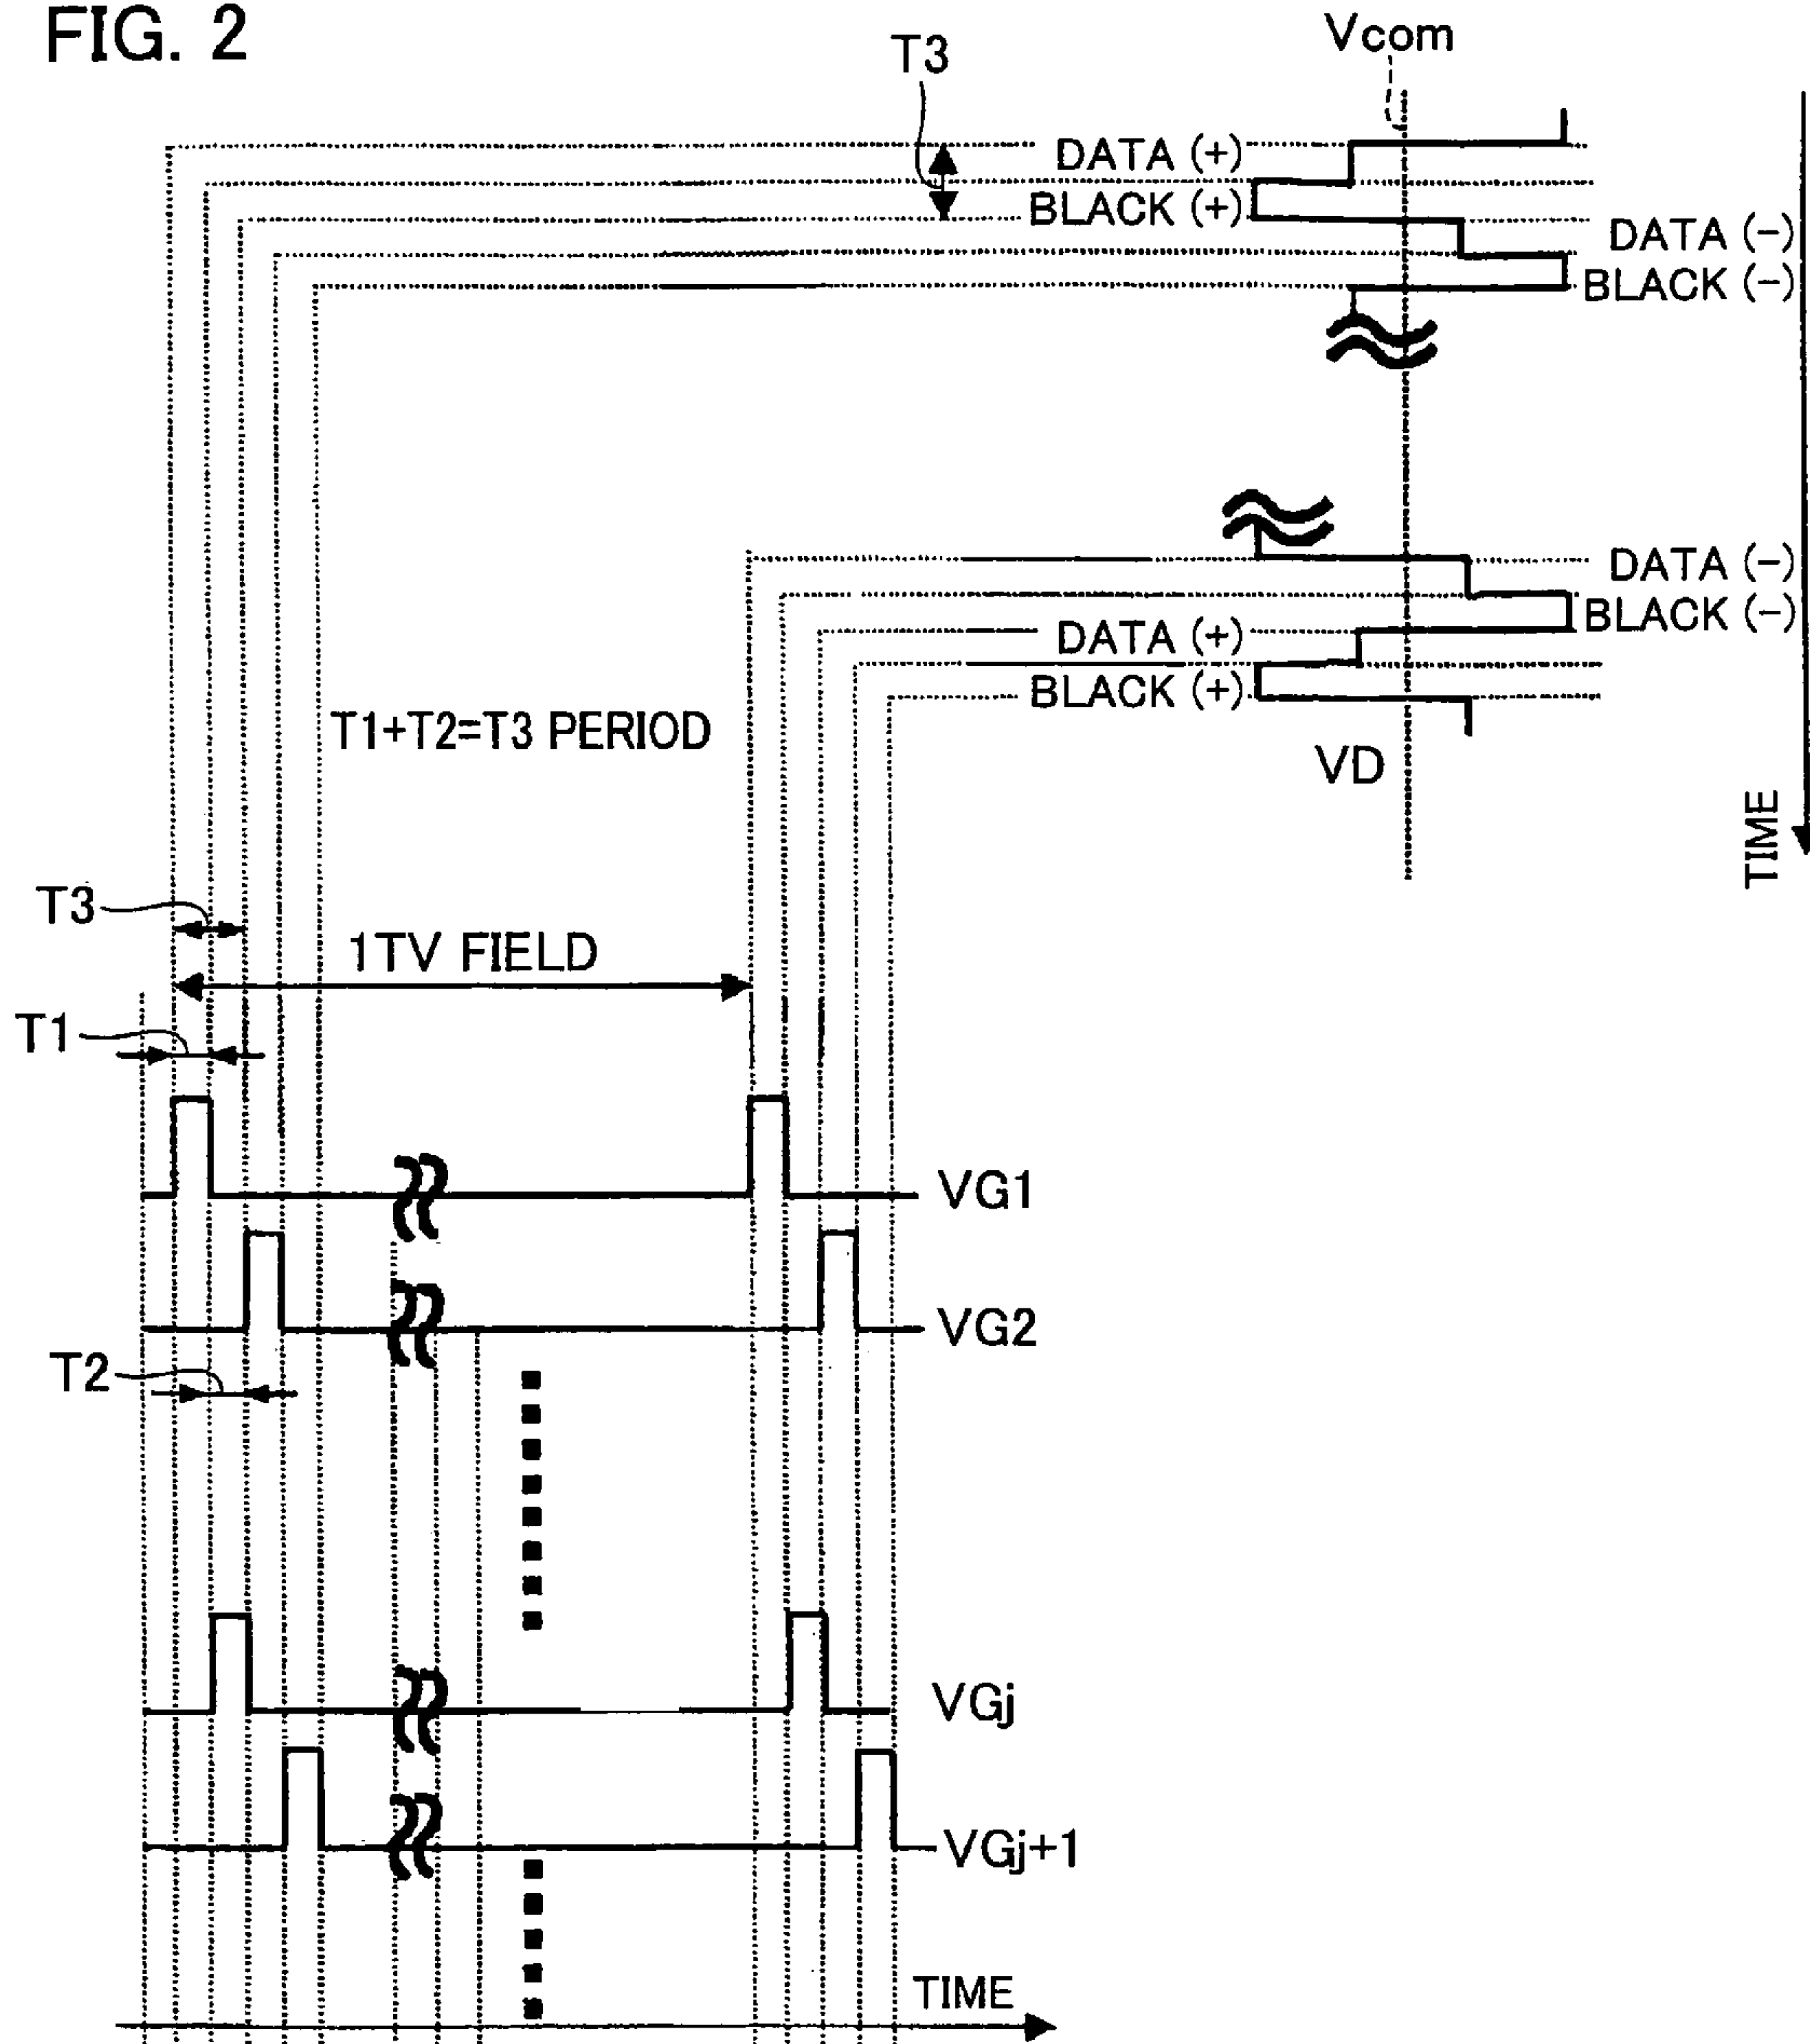 FIG. 2
Vcom
T3
DATA (+)
BLACK (+)
DATA (-)
BLACK (-)
DATA (-)
BLACK (-)
DATA (+)
BLACK (+)
T1+T2=T3 PERIOD
VD
TIME
T3
1TV FIELD
T1
VG1
VG2
T2
VGj
VGj+1
TIME